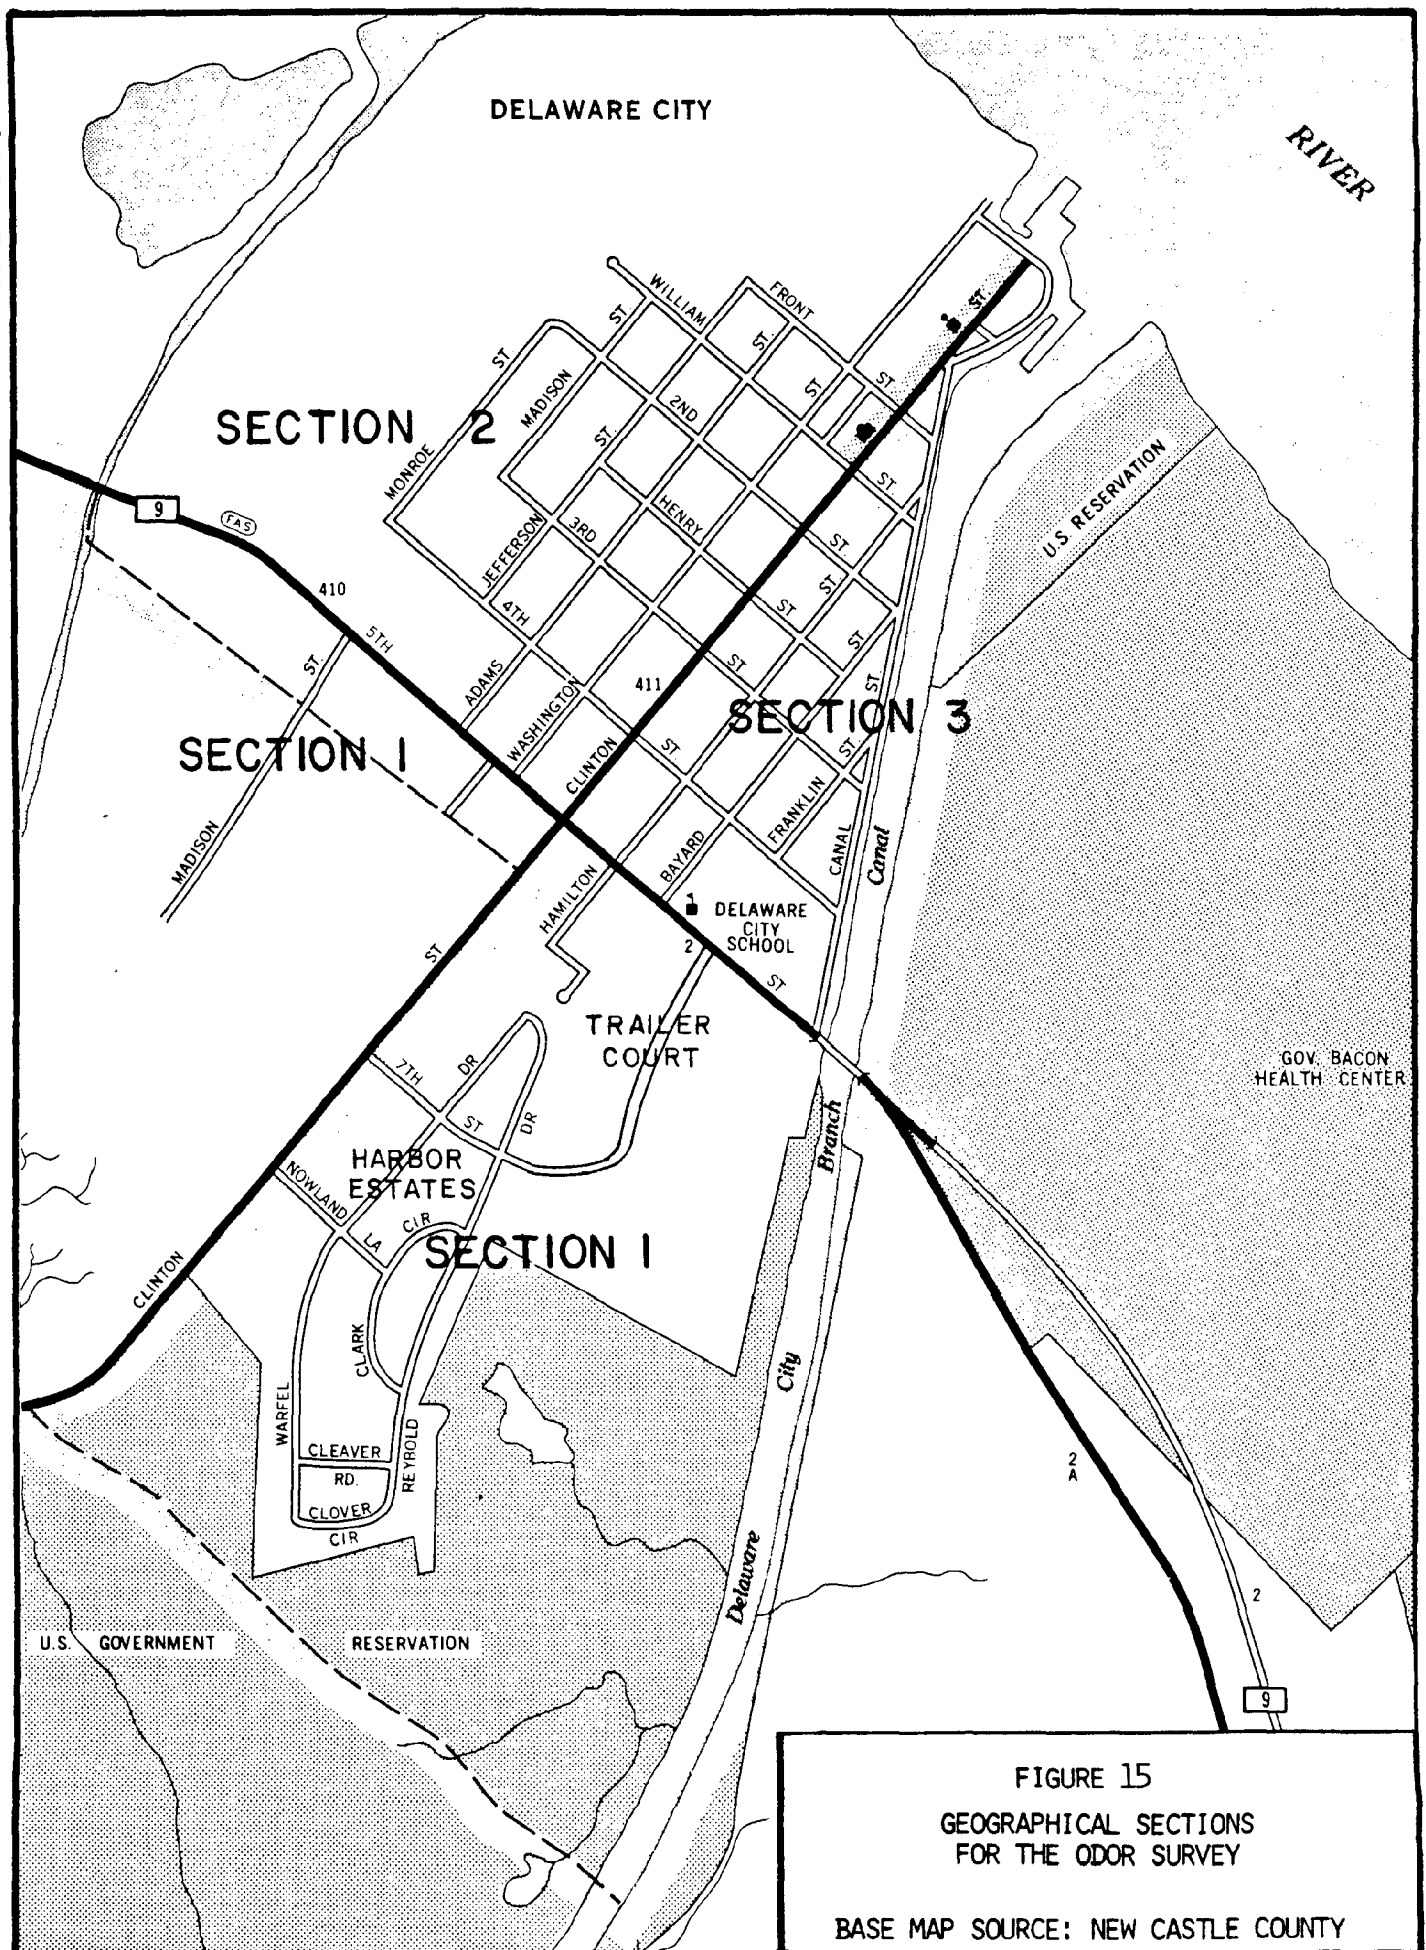 DELAWARE CITY
RIVER
WILLIAM
FRONT
ST.
ST
ST.
ST
ST.
ST
MADISON
2ND
SECTION 2
ST.
MONROE
ST
U.S. RESERVATION
9
FAS
HENRY
3RD
JEFFERSON
ST.
410
ST
ST.
4TH
5TH
ST.
ST
ST.
ADAMS
411
ST.
SECTION 3
WASHINGTON
SECTION 1
ST.
ST.
CLINTON
FRANKLIN
MADISON
BAYARD
CANAL
Canal
HAMILTON
DELAWARE
CITY
SCHOOL
2
ST
ST
TRAILER
COURT
7TH
DR
ST
DR
GOV. BACON
HEALTH CENTER
Branch
HARBOR
ESTATES
NOWLAND
LA
CIR
SECTION 1
CLINTON
CLARK
City
WARFEL
REYBOLD
CLEAVER
RD.
CLOVER
CIR
2
A
Delaware
2
U.S. GOVERNMENT RESERVATION
9
FIGURE 15
GEOGRAPHICAL SECTIONS
FOR THE ODOR SURVEY
BASE MAP SOURCE: NEW CASTLE COUNTY